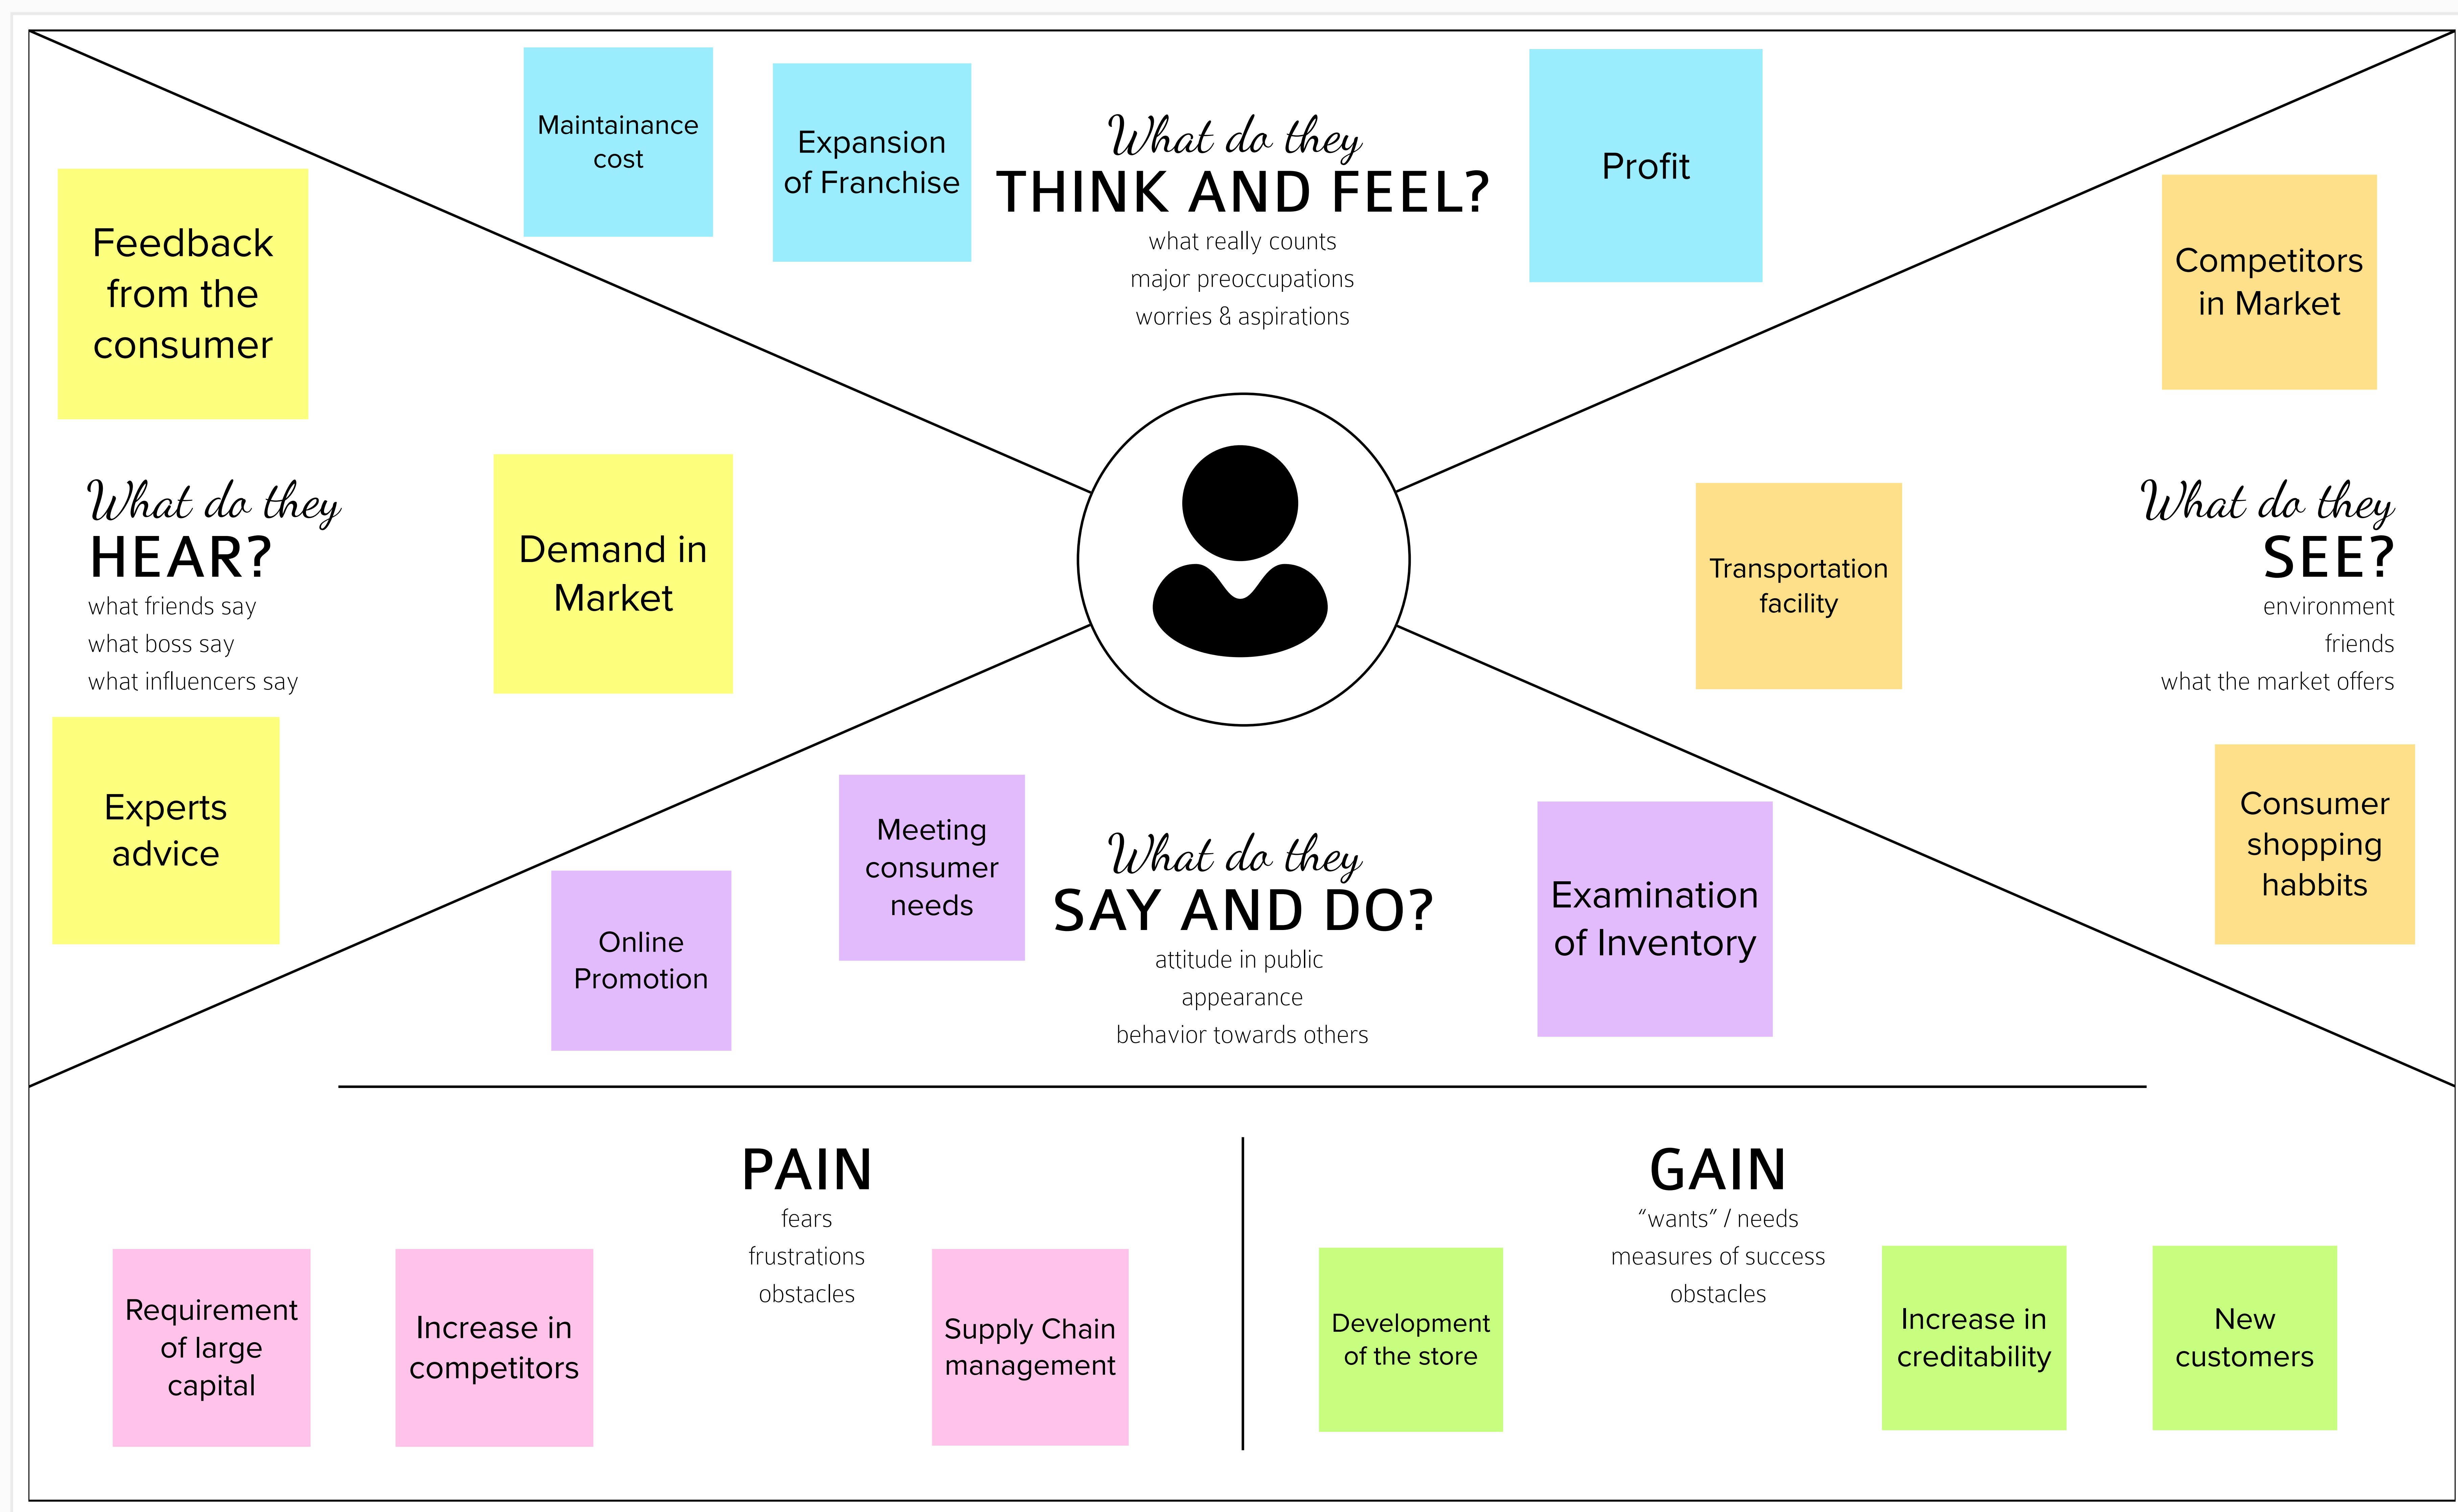 Maintainance
cost
Expansion
of Franchise
What do they
THINK AND FEEL?
what really counts
major preoccupations
worries & aspirations
Profit
Feedback
from the
consumer
What do they
HEAR?
what friends say
what boss say
what influencers say
Demand in
Market
Experts
advice
Competitors
in Market
Transportation
facility
What do they
SEE?
environment
friends
what the market offers
Consumer
shopping
habbits
Online
Promotion
Meeting
consumer
needs
What do they
SAY AND DO?
attitude in public
appearance
behavior towards others
Examination
of Inventory
PAIN
fears
frustrations
obstacles
Requirement
of large
capital
Increase in
competitors
Supply Chain
management
GAIN
“wants” / needs
measures of success
obstacles
Development
of the store
Increase in
creditability
New
customers